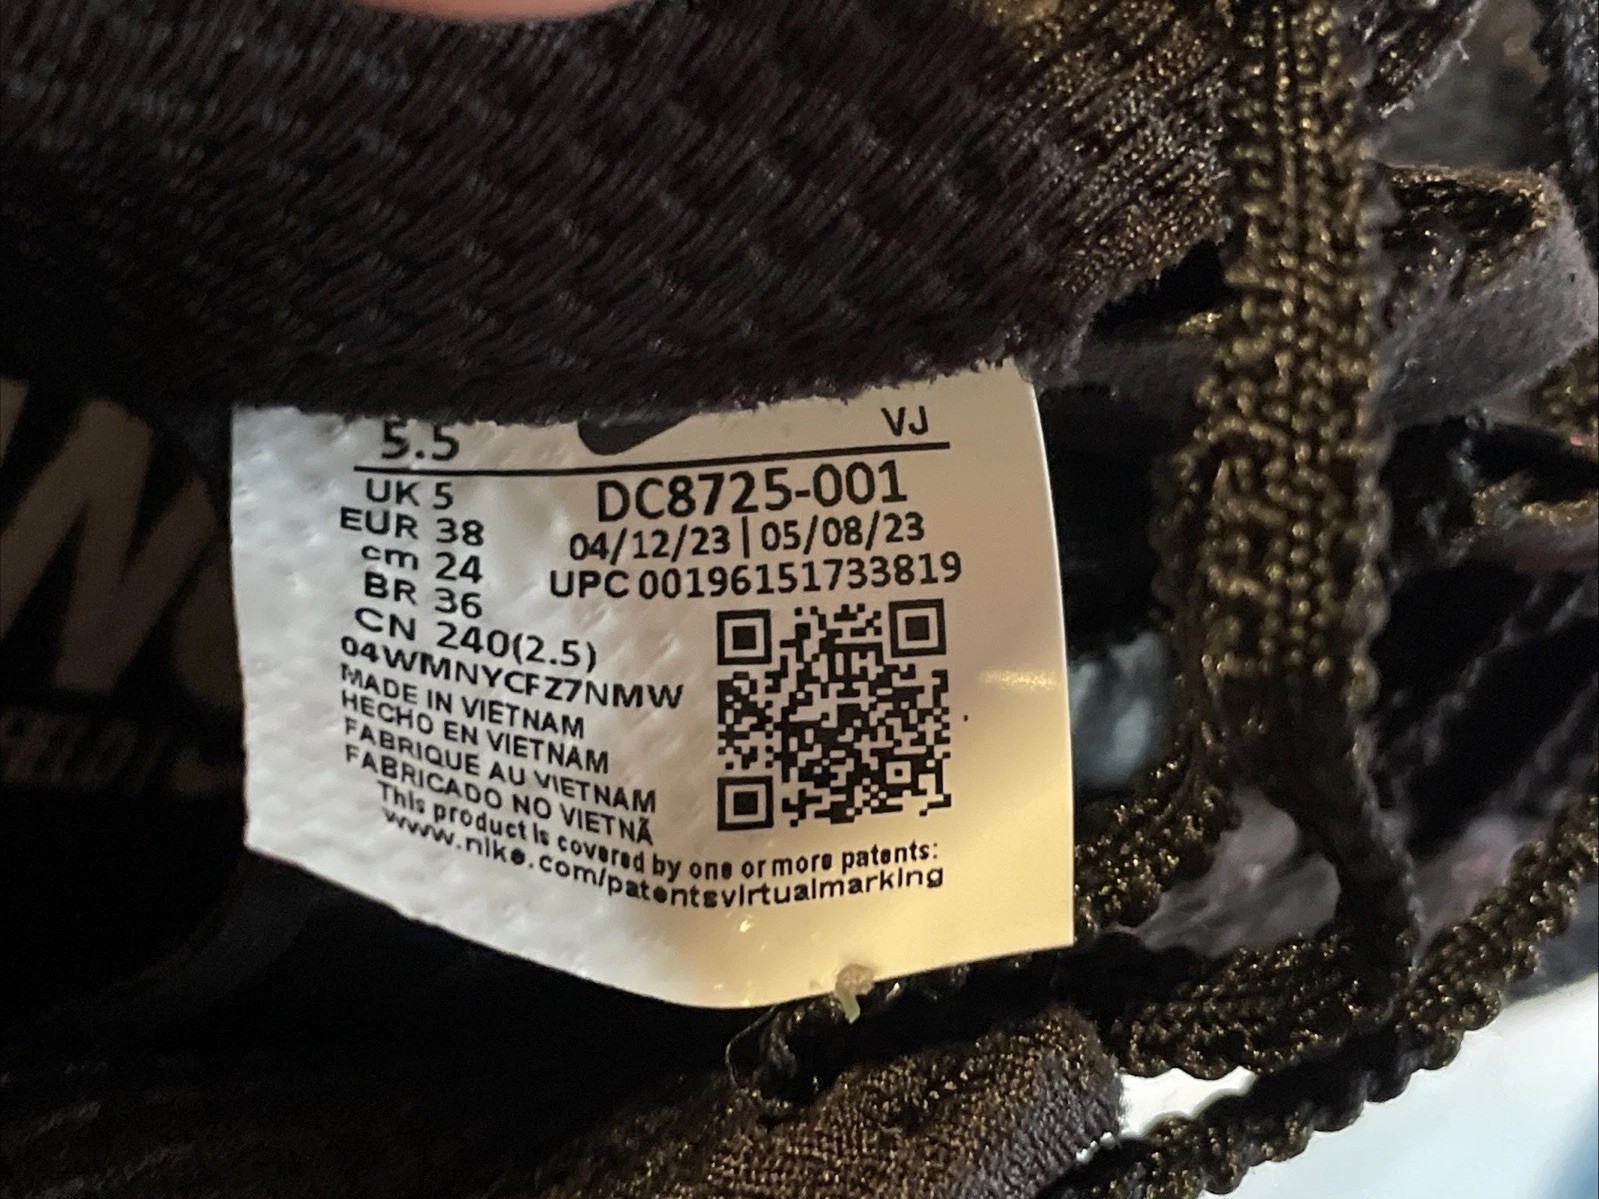 5.5
VJ
UK 5
EUR 38
cm 24
BR 36
CN 240(2.5)
04WMNYCFZ7NMW
MADE IN VIETNAM
HECHO EN VIETNAM
FABRIQUE AU VIETNAM
FABRICADO NO VIETNÃ
DC8725-001
04/12/23 | 05/08/23
UPC 00196151733819
This product is covered by one or more patents:
www.nike.com/patentsvirtualmarking